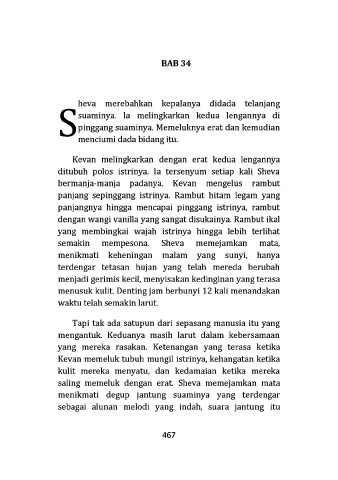 BAB 34
Sheva merebahkan kepalanya didada telanjang
suaminya. Ia melingkarkan kedua lengannya di
pinggang suaminya. Memeluknya erat dan kemudian
menciumi dada bidang itu.
Kevan melingkarkan dengan erat kedua lengannya
ditubuh polos istrinya. Ia tersenyum setiap kali Sheva
bermanja-manja padanya. Kevan mengelus rambut
panjang sepinggang istrinya. Rambut hitam legam yang
panjangnya hingga mencapai pinggang istrinya, rambut
dengan wangi vanilla yang sangat disukainya. Rambut ikal
yang membingkai wajah istrinya hingga lebih terlihat
semakin mempesona. Sheva memejamkan mata,
menikmati keheningan malam yang sunyi, hanya
terdengar tetasan hujan yang telah mereda berubah
menjadi gerimis kecil, menyisakan kedinginan yang terasa
menusuk kulit. Denting jam berbunyi 12 kali menandakan
waktu telah semakin larut.
Tapi tak ada satupun dari sepasang manusia itu yang
mengantuk. Keduanya masih larut dalam kebersamaan
yang mereka rasakan. Ketenangan yang terasa ketika
Kevan memeluk tubuh mungil istrinya, kehangatan ketika
kulit mereka menyatu, dan kedamaian ketika mereka
saling memeluk dengan erat. Sheva memejamkan mata
menikmati degup jantung suaminya yang terdengar
sebagai alunan melodi yang indah, suara jantung itu
467